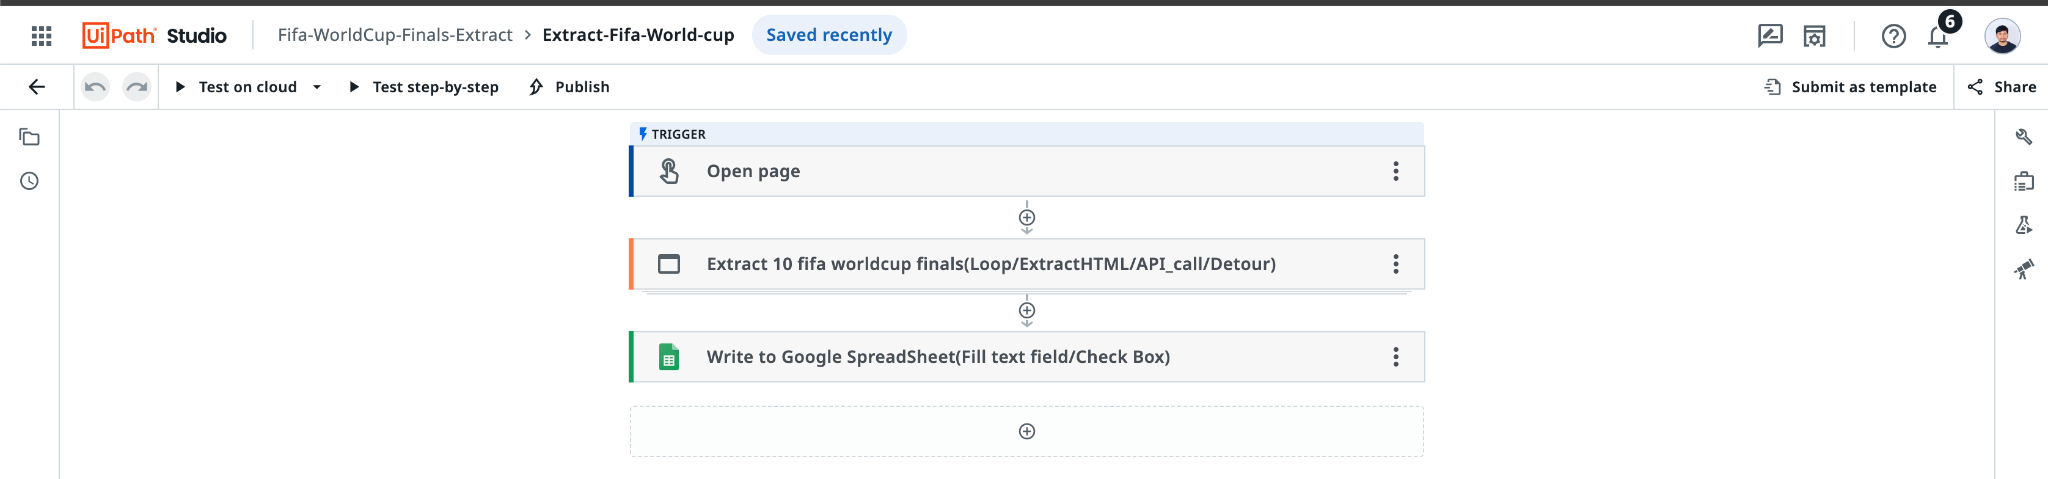 UiPath Studio Fifa-WorldCup-Finals-Extract > Extract-Fifa-World-cup Saved recently 6
Test on cloud Test step-by-step Publish Submit as template Share
TRIGGER
Open page
Extract 10 fifa worldcup finals(Loop/ExtractHTML/API_call/Detour)
Write to Google SpreadSheet(Fill text field/Check Box)